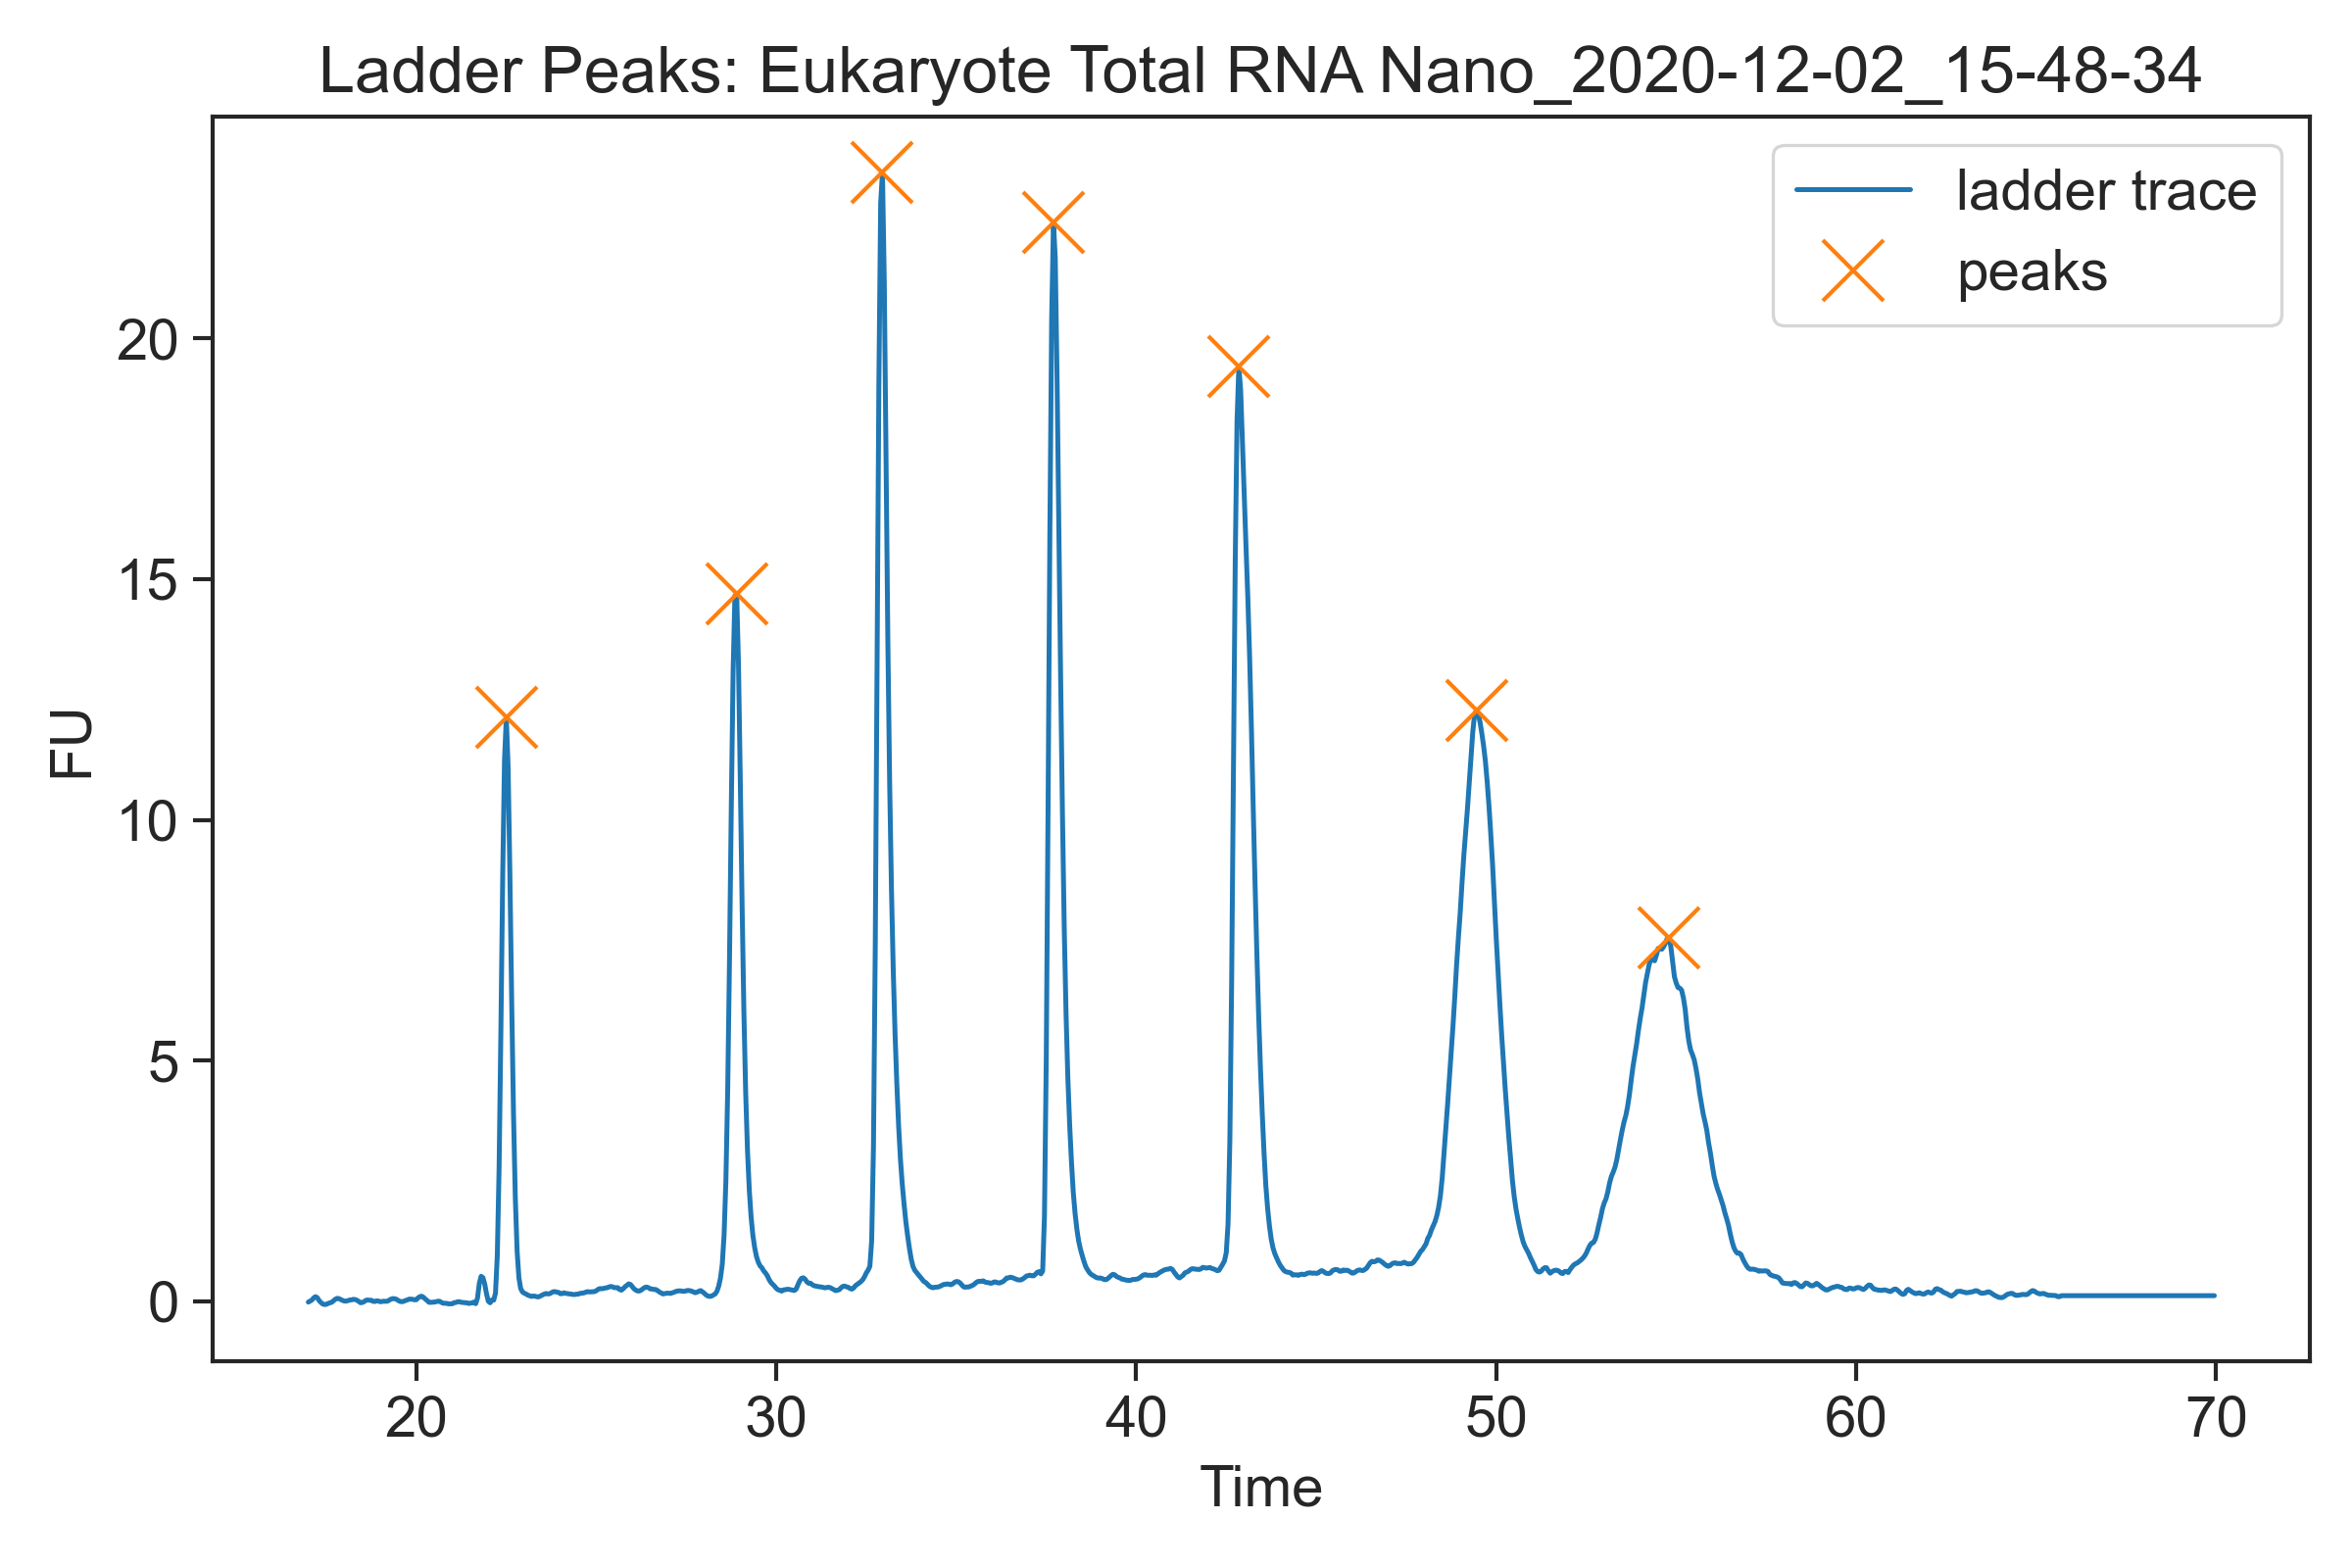 Ladder Peaks: Eukaryote Total RNA Nano_2020-12-02_15-48-34
ladder trace
peaks
FU
20
15
10
5
0
20 30 40 50 60 70
Time